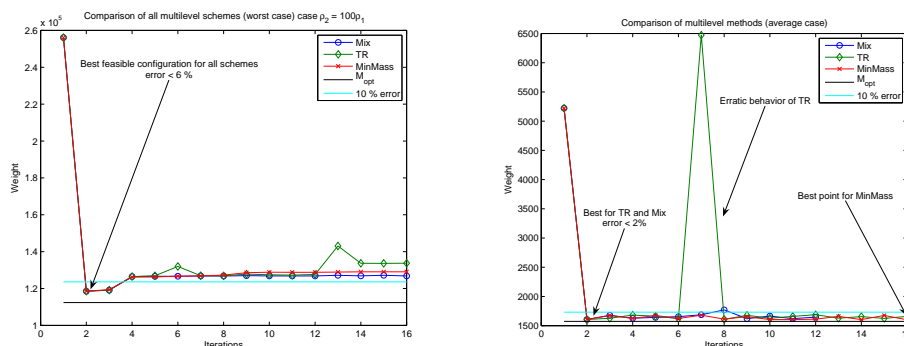 Comparison of all multilevel schemes (worst case) case ρ2 = 100ρ1
x 10^5
2.6
2.4
2.2
2
1.8
1.6
1.4
1.2
1
Weight
0
2
4
6
8
10
12
14
16
Iterations
Best feasible configuration for all schemes
error < 6 %
Mix
TR
MinMass
Mopt
10 % error
Comparison of multilevel methods (average case)
6500
6000
5500
5000
4500
4000
3500
3000
2500
2000
1500
Weight
0
2
4
6
8
10
12
14
16
Iterations
Mix
TR
MinMass
Mopt
10 % error
Erratic behavior of TR
Best point for MinMass
Best for TR and Mix
error < 2%